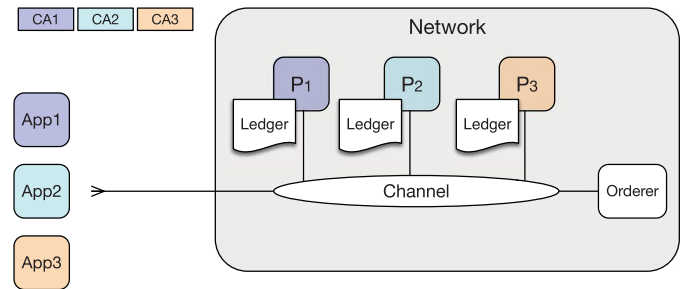 CA1 CA2 CA3
Network
P1 P2 P3
App1
Ledger Ledger Ledger
App2
Channel
Orderer
App3